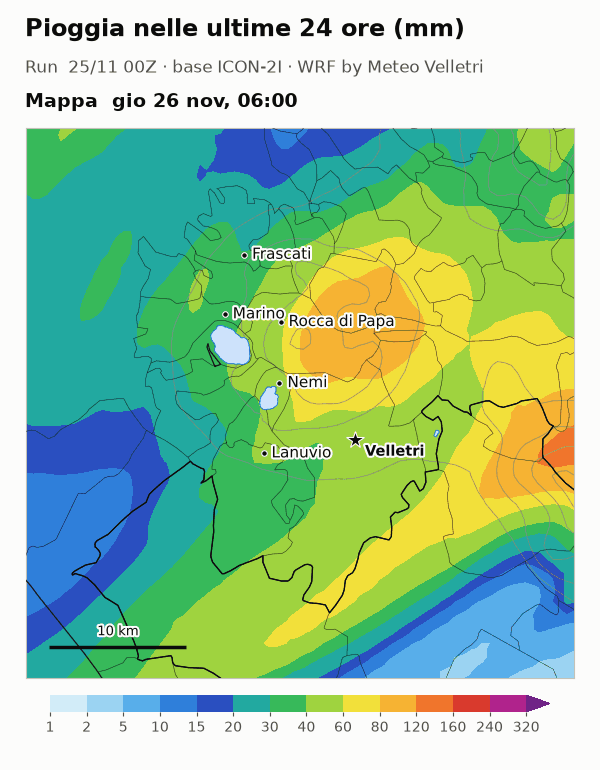 Pioggia nelle ultime 24 ore (mm)
Run  25/11 00Z · base ICON-2I · WRF by Meteo Velletri
Mappa  gio 26 nov, 06:00
Frascati
Marino
Rocca di Papa
Nemi
Velletri
Lanuvio
10 km
1 2 5 10 15 20 30 40 60 80 120 160 240 320